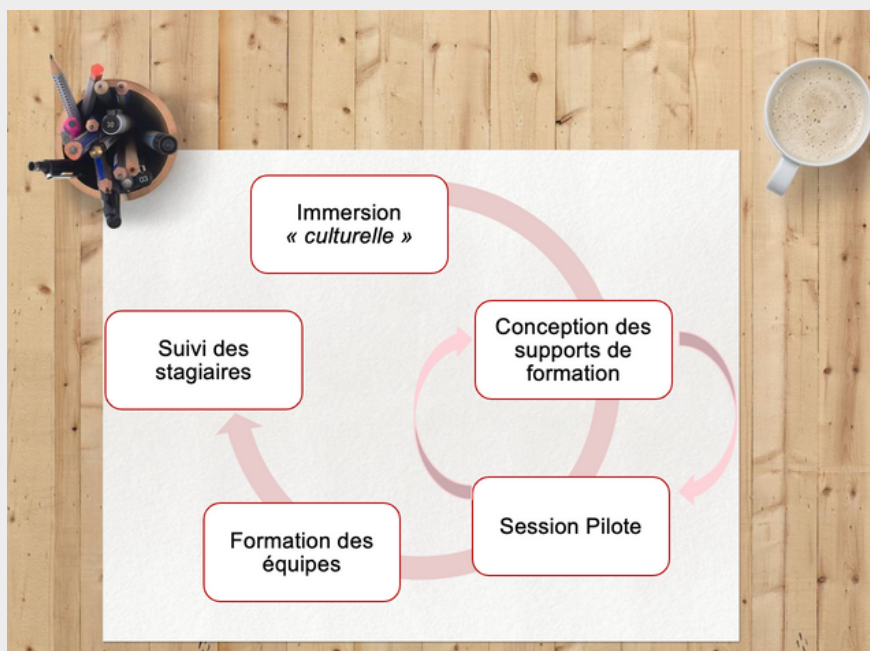 Immersion
« culturelle »
Conception des
supports de
formation
Session Pilote
Formation des
équipes
Suivi des
stagiaires